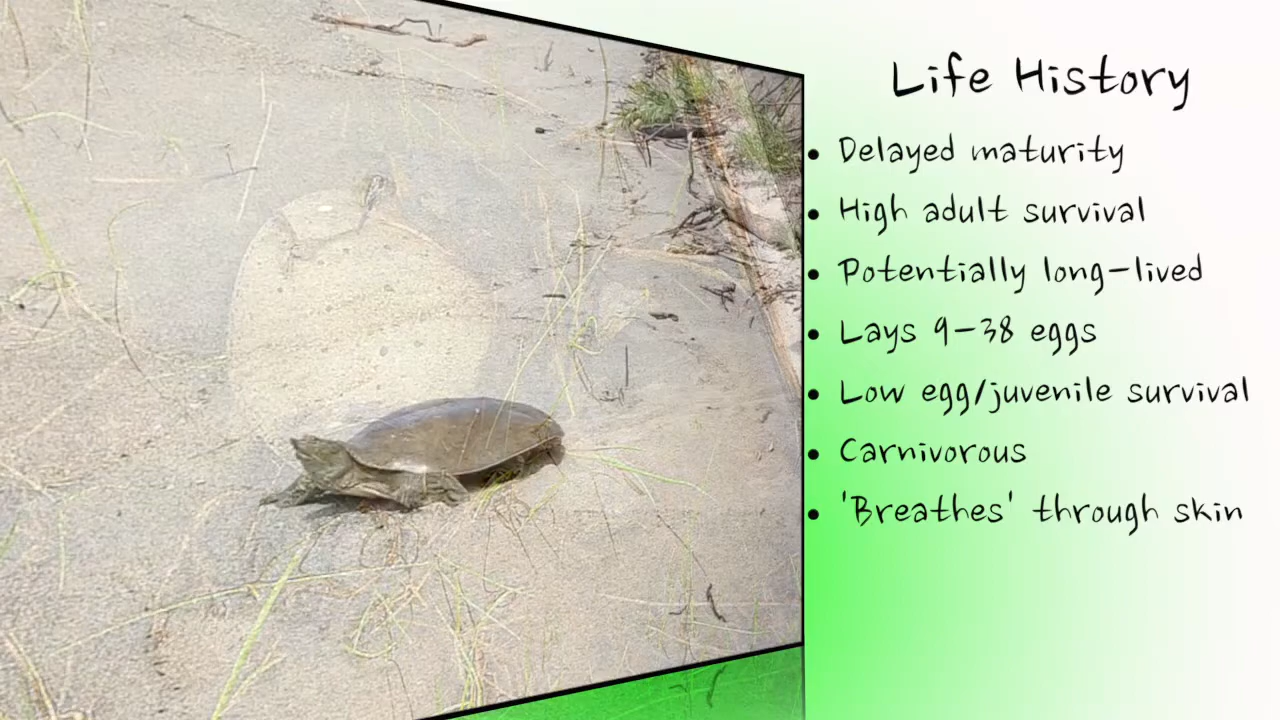 Life History
• Delayed maturity
• High adult survival
• Potentially long-lived
• Lays 9-38 eggs
• Low egg/juvenile survival
• Carnivorous
• 'Breathes' through skin